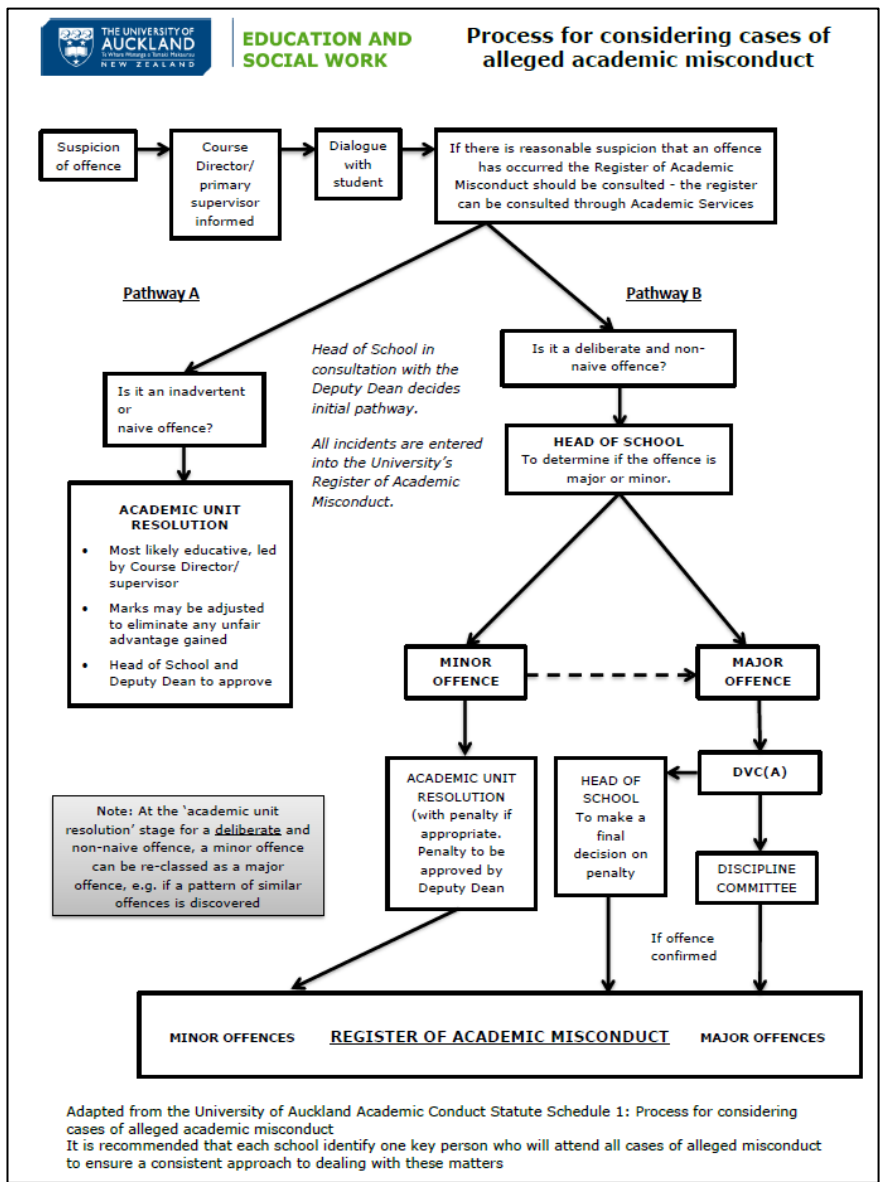 THE UNIVERSITY OF
AUCKLAND
Te Whare Wānanga o Tāmaki Makaurau
NEW ZEALAND
EDUCATION AND
SOCIAL WORK
Process for considering cases of
alleged academic misconduct
Suspicion
of offence
Course
Director/
primary
supervisor
informed
Dialogue
with
student
If there is reasonable suspicion that an offence
has occurred the Register of Academic
Misconduct should be consulted - the register
can be consulted through Academic Services
Pathway A
Pathway B
Head of School in
consultation with the
Deputy Dean decides
initial pathway.
All incidents are entered
into the University's
Register of Academic
Misconduct.
Is it a deliberate and non-
naive offence?
Is it an inadvertent
or
naive offence?
HEAD OF SCHOOL
To determine if the offence is
major or minor.
ACADEMIC UNIT
RESOLUTION
• Most likely educative, led
by Course Director/
supervisor
• Marks may be adjusted
to eliminate any unfair
advantage gained
• Head of School and
Deputy Dean to approve
MINOR
OFFENCE
MAJOR
OFFENCE
ACADEMIC UNIT
RESOLUTION
(with penalty if
appropriate.
Penalty to be
approved by
Deputy Dean
HEAD OF
SCHOOL
To make a
final
decision on
penalty
DVC(A)
DISCIPLINE
COMMITTEE
Note: At the 'academic unit
resolution' stage for a deliberate and
non-naive offence, a minor offence
can be re-classed as a major
offence, e.g. if a pattern of similar
offences is discovered
If offence
confirmed
MINOR OFFENCES REGISTER OF ACADEMIC MISCONDUCT MAJOR OFFENCES
Adapted from the University of Auckland Academic Conduct Statute Schedule 1: Process for considering
cases of alleged academic misconduct
It is recommended that each school identify one key person who will attend all cases of alleged misconduct
to ensure a consistent approach to dealing with these matters